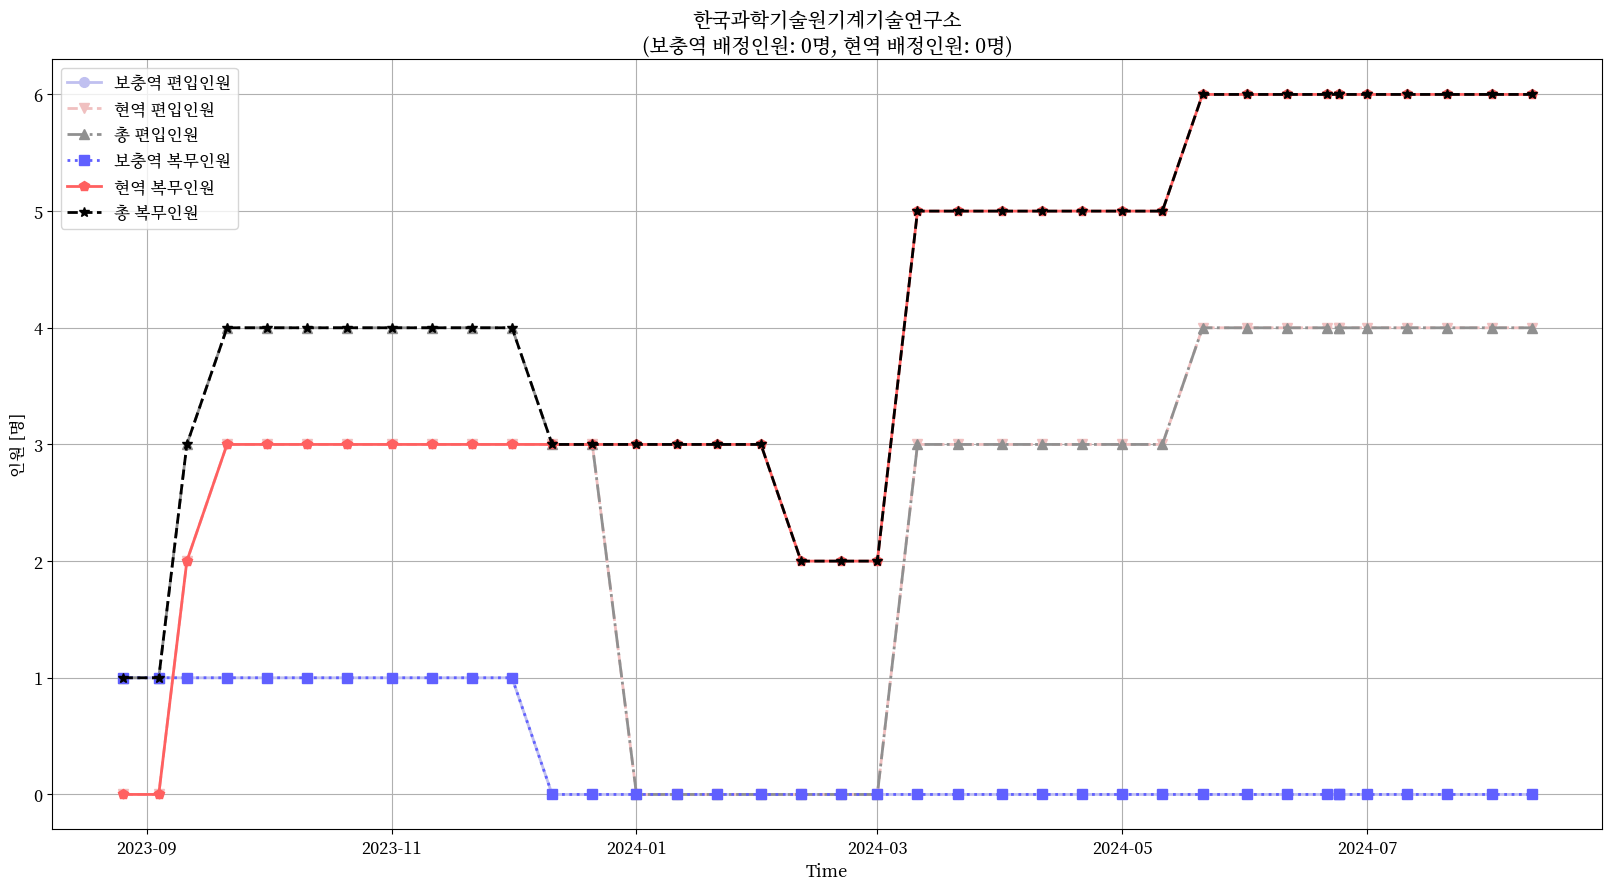 한국과학기술원기계기술연구소
(보충역 배정인원: 0명, 현역 배정인원: 0명)
보충역 편입인원
현역 편입인원
총 편입인원
보충역 복무인원
현역 복무인원
총 복무인원
인원 [명]
6
5
4
3
2
1
0
2023-09
2023-11
2024-01
2024-03
2024-05
2024-07
Time